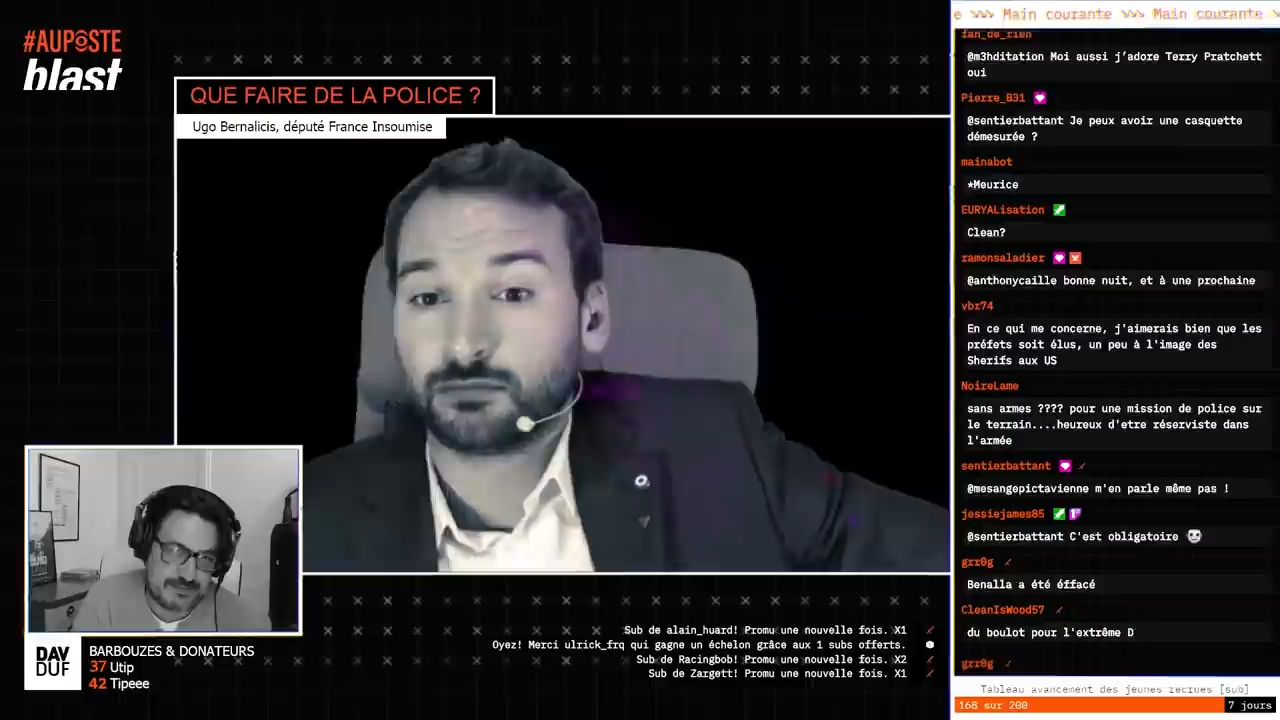 #AUPOSTE
blast
QUE FAIRE DE LA POLICE ?
Ugo Bernalicis, député France Insoumise
DAV
DUF
BARBOUZES & DONATEURS
37 Utip
42 Tipeee
Sub de alain_huard! Promu une nouvelle fois. X1
Oyez! Merci ulrick_frq qui gagne un échelon grâce aux 1 subs offerts.
Sub de Racingbob! Promu une nouvelle fois. X2
Sub de Zargett! Promu une nouvelle fois. X1
e >>> Main courante >>> Main courante
fan_de_rien
@m3hditation Moi aussi j’adore Terry Pratchett
oui
Pierre_B31
@sentierbattant Je peux avoir une casquette
démesurée ?
mainabot
*Meurice
EURYALisation
Clean?
ramonsaladier
@anthonycaille bonne nuit, et à une prochaine
vbr74
En ce qui me concerne, j'aimerais bien que les
préfets soit élus, un peu à l'image des
Sherifs aux US
NoireLame
sans armes ???? pour une mission de police sur
le terrain....heureux d'etre réserviste dans
l'armée
sentierbattant
@mesangepictavienne m'en parle même pas !
jessiejames85
@sentierbattant C'est obligatoire
grr0g
Benalla a été éffacé
CleanIsWood57
du boulot pour l'extrême D
grr0g
Tableau avancement des jeunes recrues [sub]
168 sur 200
7 jours